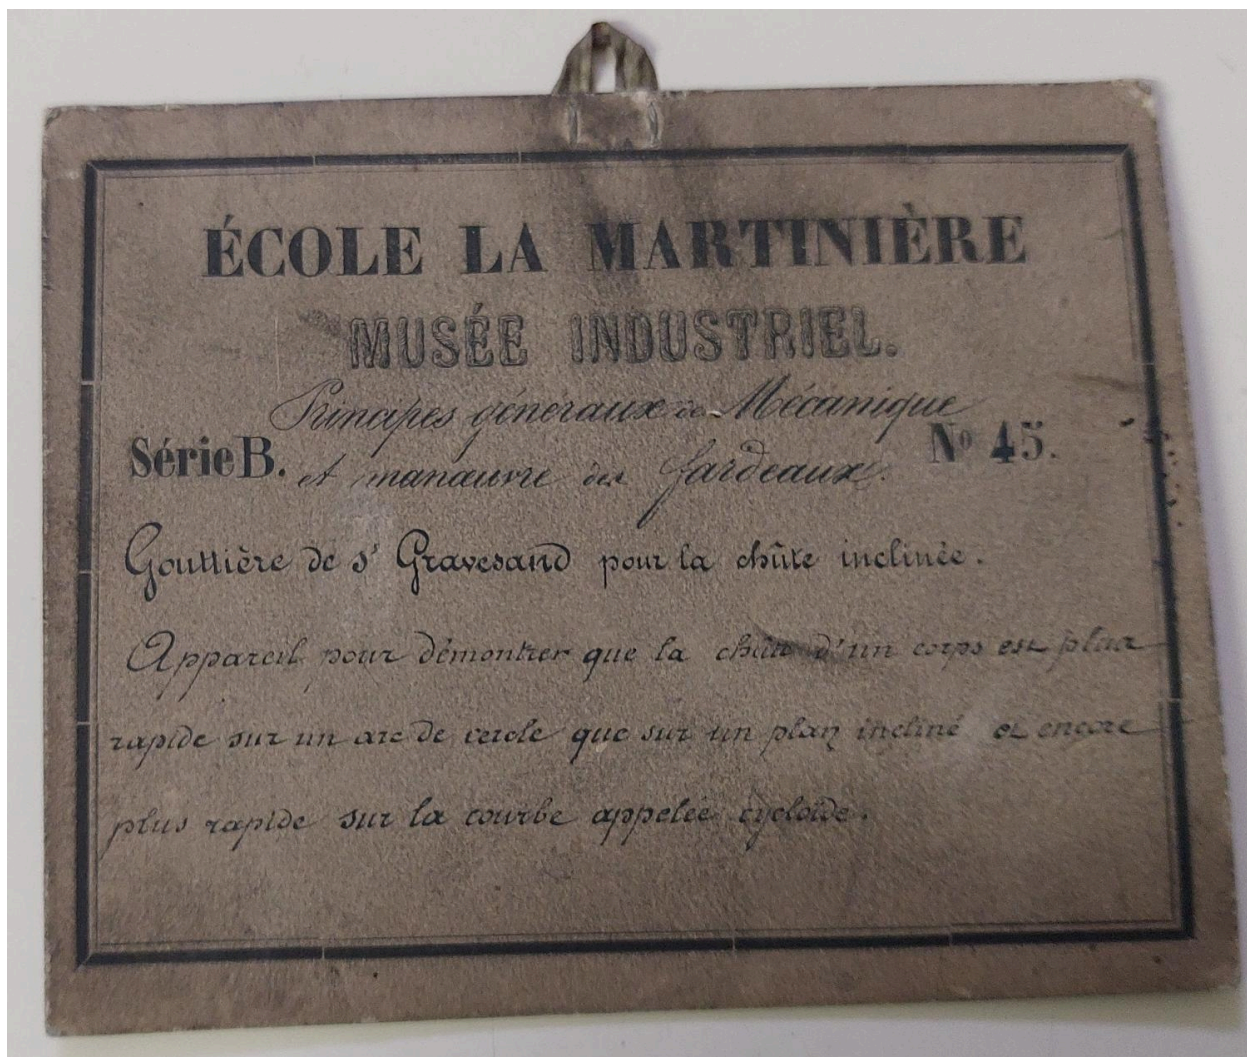 ÉCOLE LA MARTINIÈRE
MUSÉE INDUSTRIEL.
Principes généraux de Mécanique
Série B. et manœuvre des fardeaux. No 45.
Gouttière de s' Gravesand pour la chûte inclinée.
Appareil pour démontrer que la chûte d'un corps est plus
rapide sur un arc de cercle que sur un plan incliné et encore
plus rapide sur la courbe appelée cycloïde.